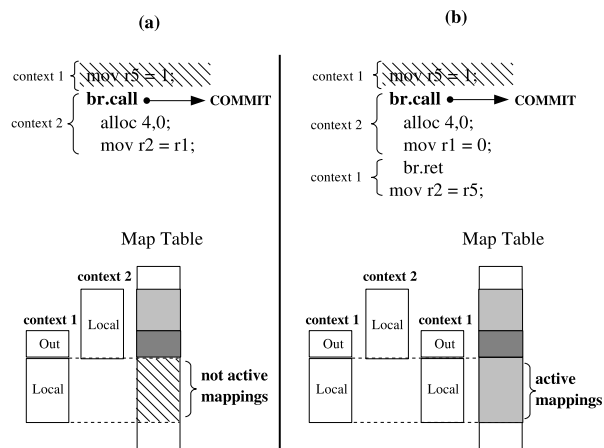 (a)
context 1
mov r5 = 1;
br.call
COMMIT
context 2
alloc 4,0;
mov r2 = r1;
Map Table
context 2
context 1
Local
Out
Local
not active
mappings
(b)
context 1
mov r5 = 1;
br.call
COMMIT
context 2
alloc 4,0;
mov r1 = 0;
context 1
br.ret
mov r2 = r5;
Map Table
context 2
context 1
context 1
Local
Out
Out
Local
Local
active
mappings